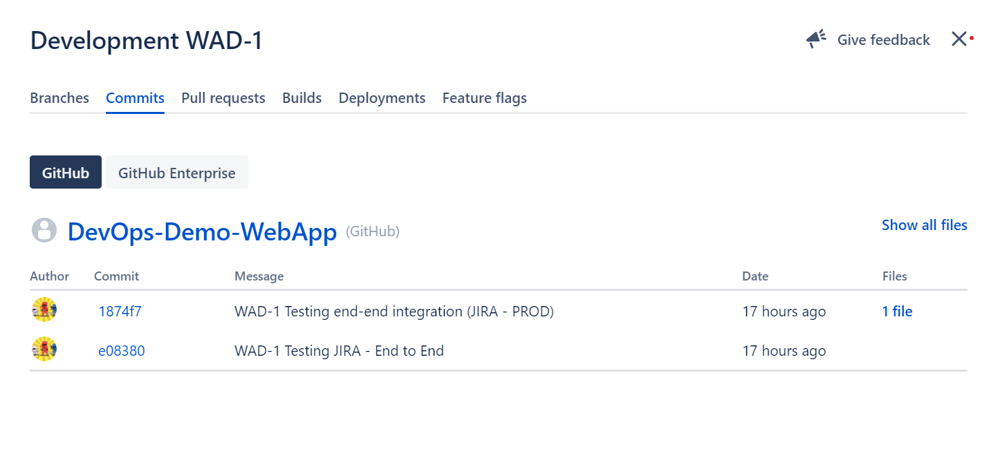 Development WAD-1
Give feedback
Branches Commits Pull requests Builds Deployments Feature flags
GitHub GitHub Enterprise
DevOps-Demo-WebApp (GitHub)
Show all files
Author Commit Message Date Files
1874f7 WAD-1 Testing end-end integration (JIRA - PROD) 17 hours ago 1 file
e08380 WAD-1 Testing JIRA - End to End 17 hours ago